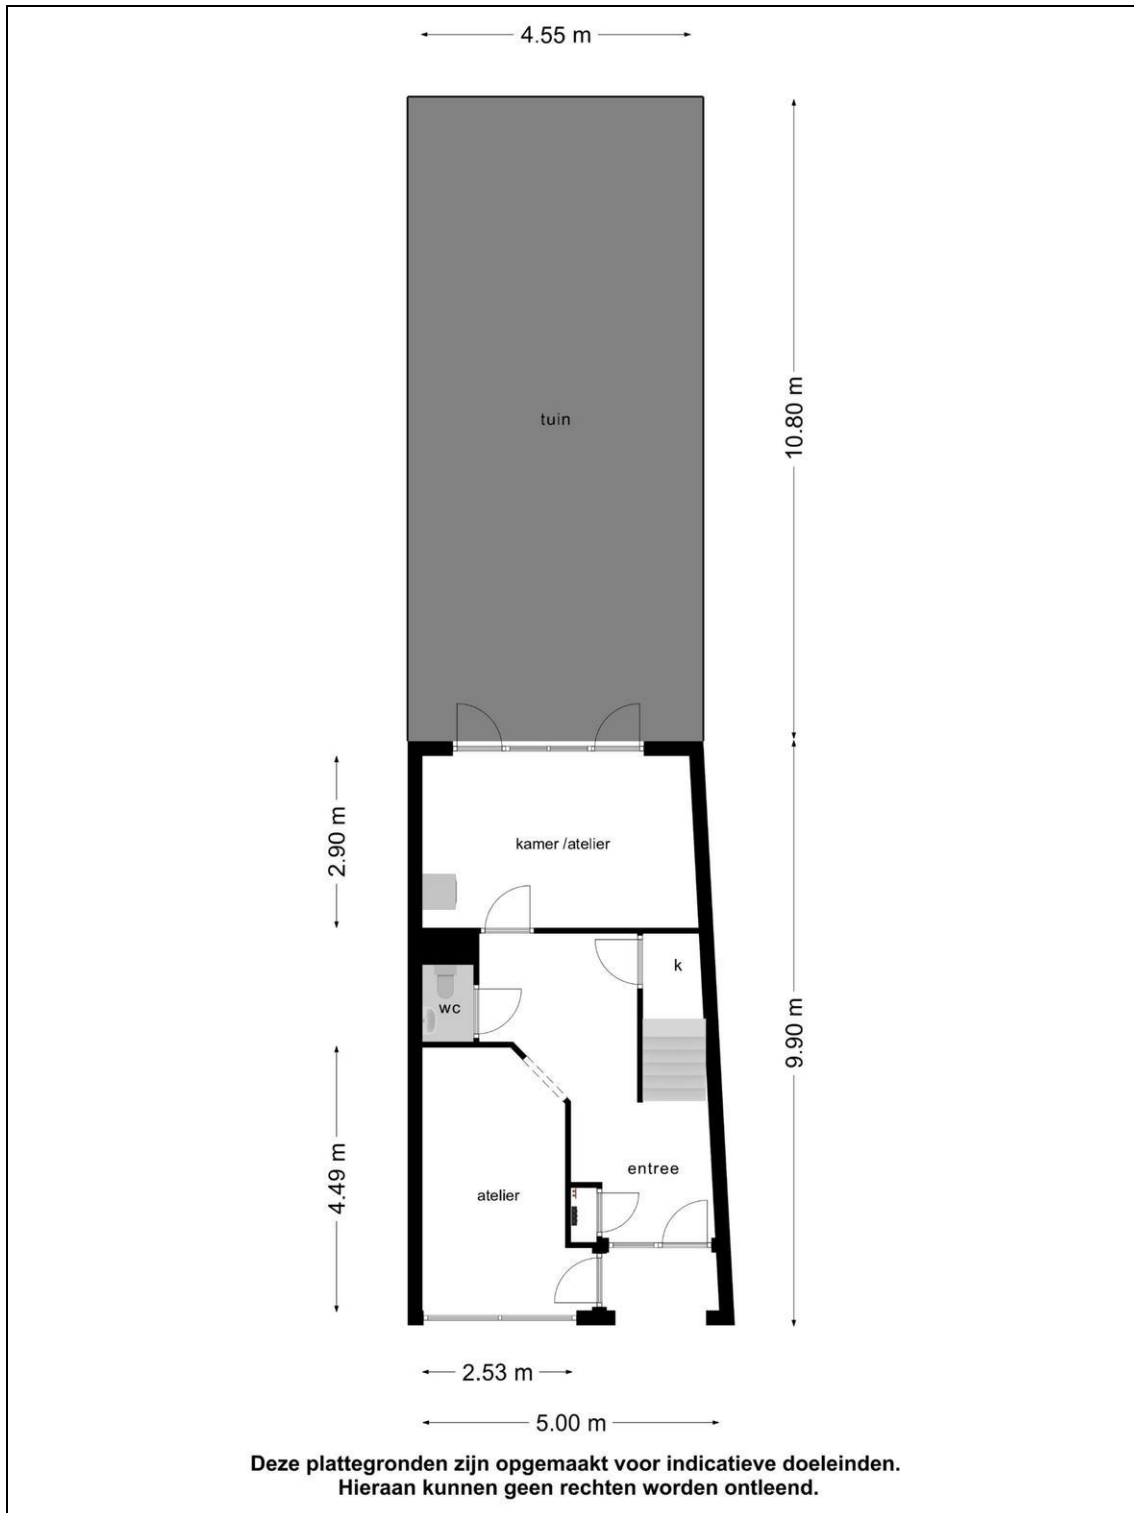 4.55 m
10.80 m
tuin
2.90 m
kamer /atelier
k
wc
9.90 m
4.49 m
entree
atelier
2.53 m
5.00 m
Deze plattegronden zijn opgemaakt voor indicatieve doeleinden.
Hieraan kunnen geen rechten worden ontleend.